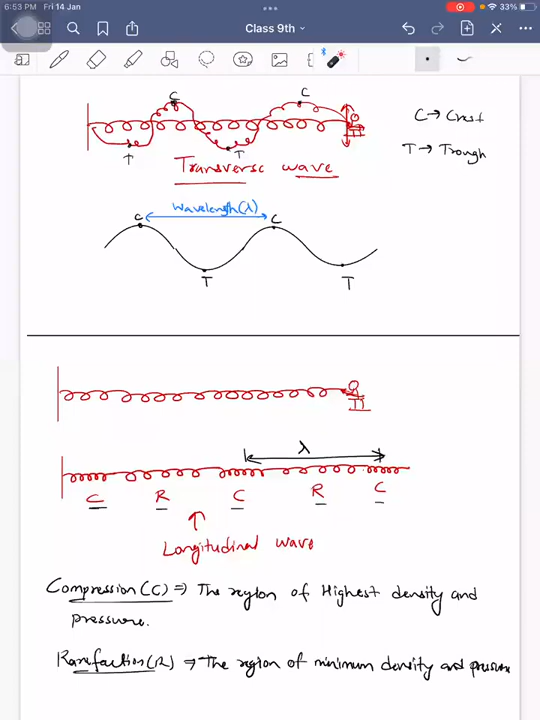 6:53 PM Fri 14 Jan
33%
Class 9th
C C
C → Crest
T T
T → Trough
Transverse wave
Wavelength(λ)
C C
T T
λ
C R C R C
Longitudinal wave
Compression(C) ⇒ The region of Highest density and
pressure.
Rarefaction(R) ⇒ The region of minimum density and pressure